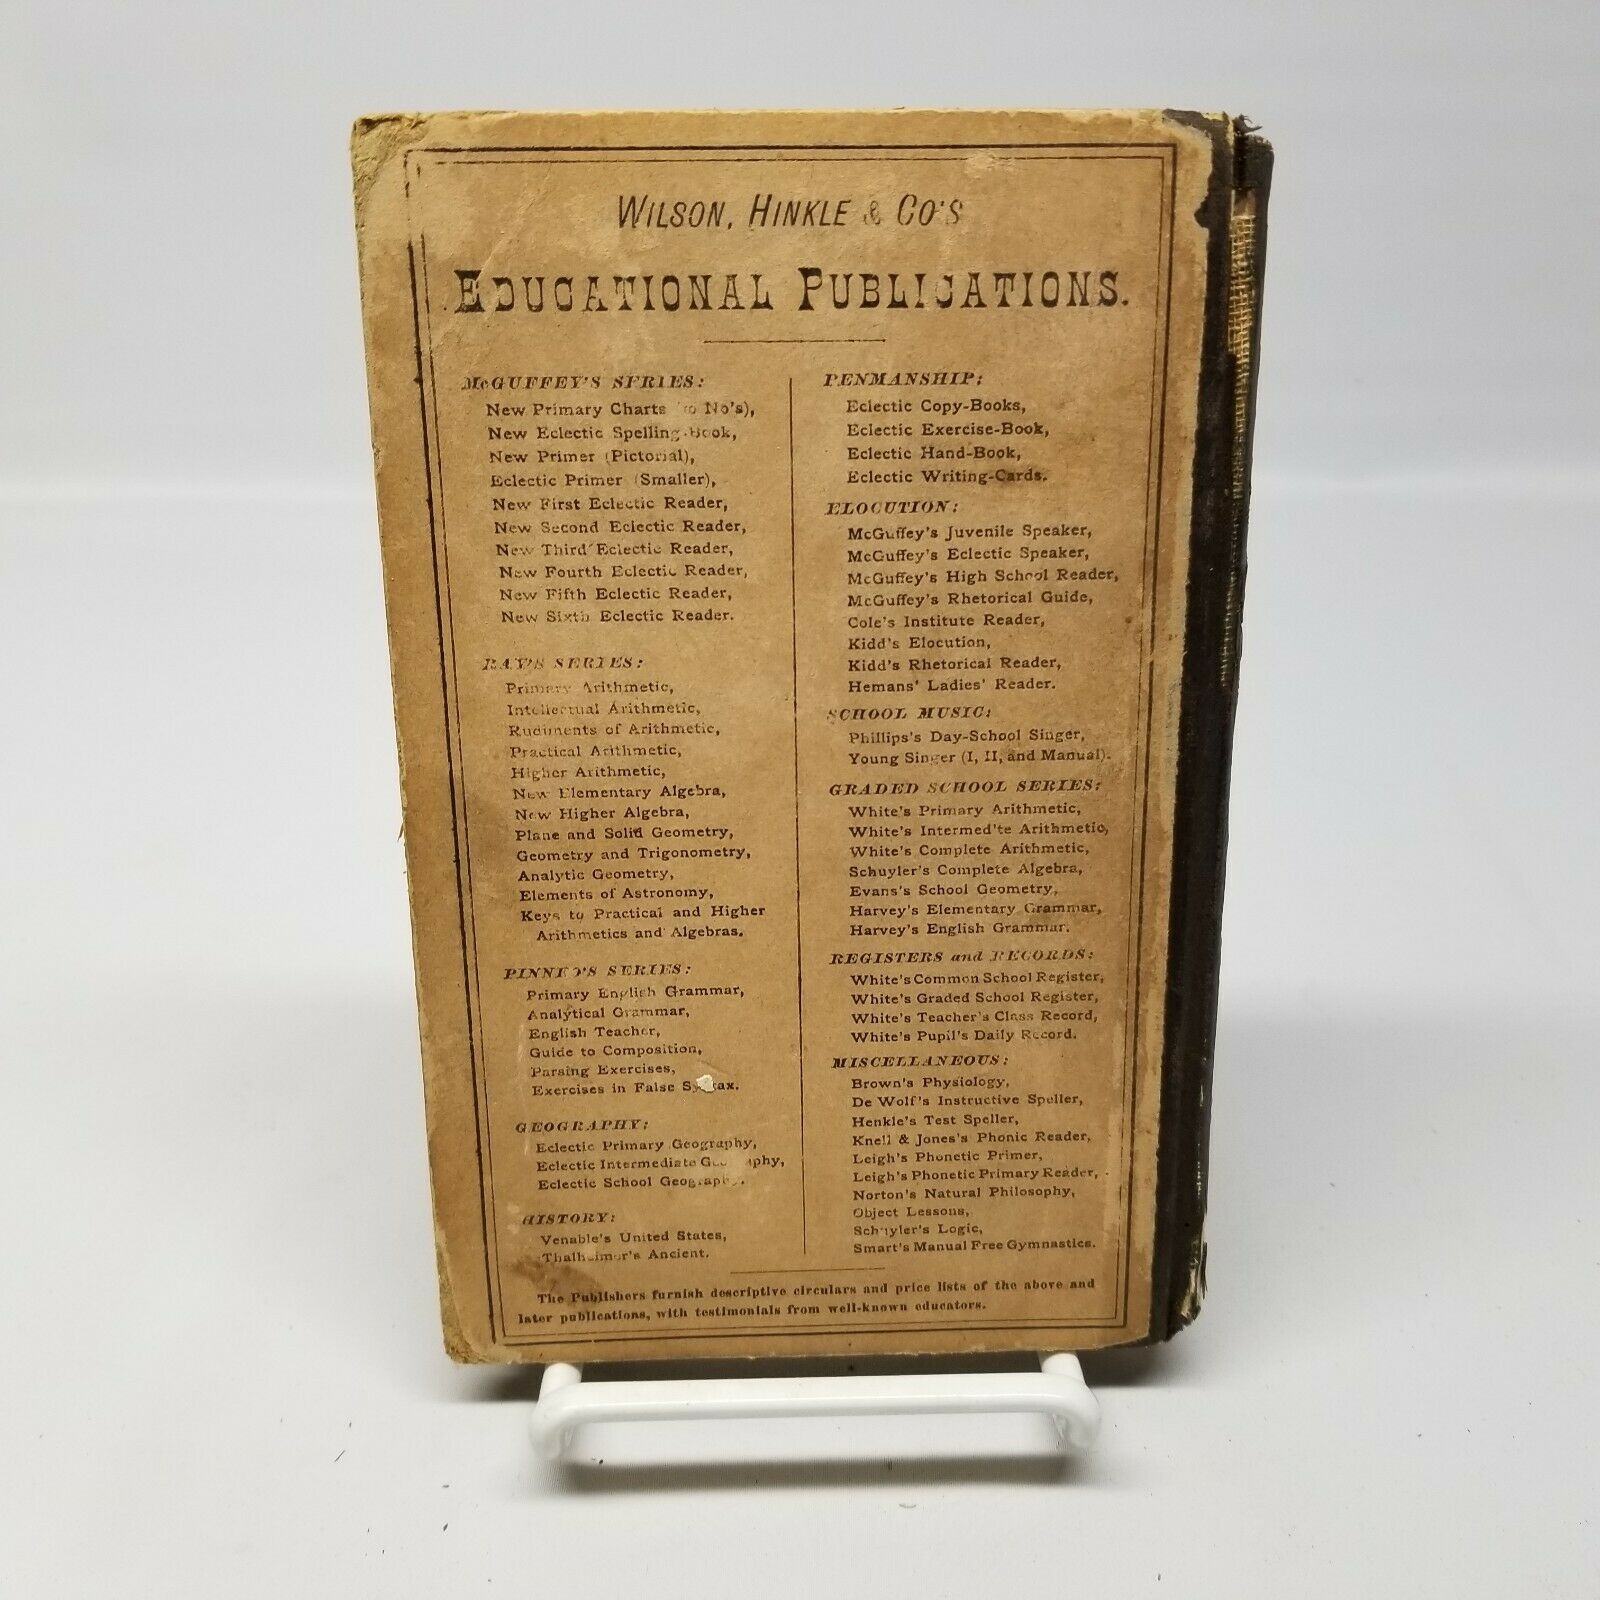 WILSON, HINKLE & CO'S
EDUCATIONAL PUBLICATIONS.
McGUFFEY'S SERIES:
New Primary Charts No's),
New Eclectic Spelling-Book,
New Primer (Pictorial),
Eclectic Primer (Smaller),
New First Eclectic Reader,
New Second Eclectic Reader,
New Third Eclectic Reader,
New Fourth Eclectic Reader,
New Fifth Eclectic Reader,
New Sixth Eclectic Reader.
RAY'S SERIES:
Primary Arithmetic,
Intellectual Arithmetic,
Rudiments of Arithmetic,
Practical Arithmetic,
Higher Arithmetic,
New Elementary Algebra,
New Higher Algebra,
Plane and Solid Geometry,
Geometry and Trigonometry,
Analytic Geometry,
Elements of Astronomy,
Keys to Practical and Higher
Arithmetics and Algebras.
PINNEO'S SERIES:
Primary English Grammar,
Analytical Grammar,
English Teacher,
Guide to Composition,
Parsing Exercises,
Exercises in False Syntax.
GEOGRAPHY:
Eclectic Primary Geography,
Eclectic Intermediate Geography,
Eclectic School Geography.
HISTORY:
Venable's United States,
Thalheimer's Ancient.
PENMANSHIP:
Eclectic Copy-Books,
Eclectic Exercise-Book,
Eclectic Hand-Book,
Eclectic Writing-Cards.
ELOCUTION:
McGuffey's Juvenile Speaker,
McGuffey's Eclectic Speaker,
McGuffey's High School Reader,
McGuffey's Rhetorical Guide,
Cole's Institute Reader,
Kidd's Elocution,
Kidd's Rhetorical Reader,
Hemans' Ladies' Reader.
SCHOOL MUSIC:
Phillips's Day-School Singer,
Young Singer (I, II, and Manual).
GRADED SCHOOL SERIES:
White's Primary Arithmetic,
White's Intermed'te Arithmetic,
White's Complete Arithmetic,
Schuyler's Complete Algebra,
Evans's School Geometry,
Harvey's Elementary Grammar,
Harvey's English Grammar.
REGISTERS and RECORDS:
White's Common School Register,
White's Graded School Register,
White's Teacher's Class Record,
White's Pupil's Daily Record.
MISCELLANEOUS:
Brown's Physiology,
De Wolf's Instructive Speller,
Henkle's Test Speller,
Knell & Jones's Phonic Reader,
Leigh's Phonetic Primer,
Leigh's Phonetic Primary Reader,
Norton's Natural Philosophy,
Object Lessons,
Schuyler's Logic,
Smart's Manual Free Gymnastics.
The Publishers furnish descriptive circulars and price lists of the above and
later publications, with testimonials from well-known educators.